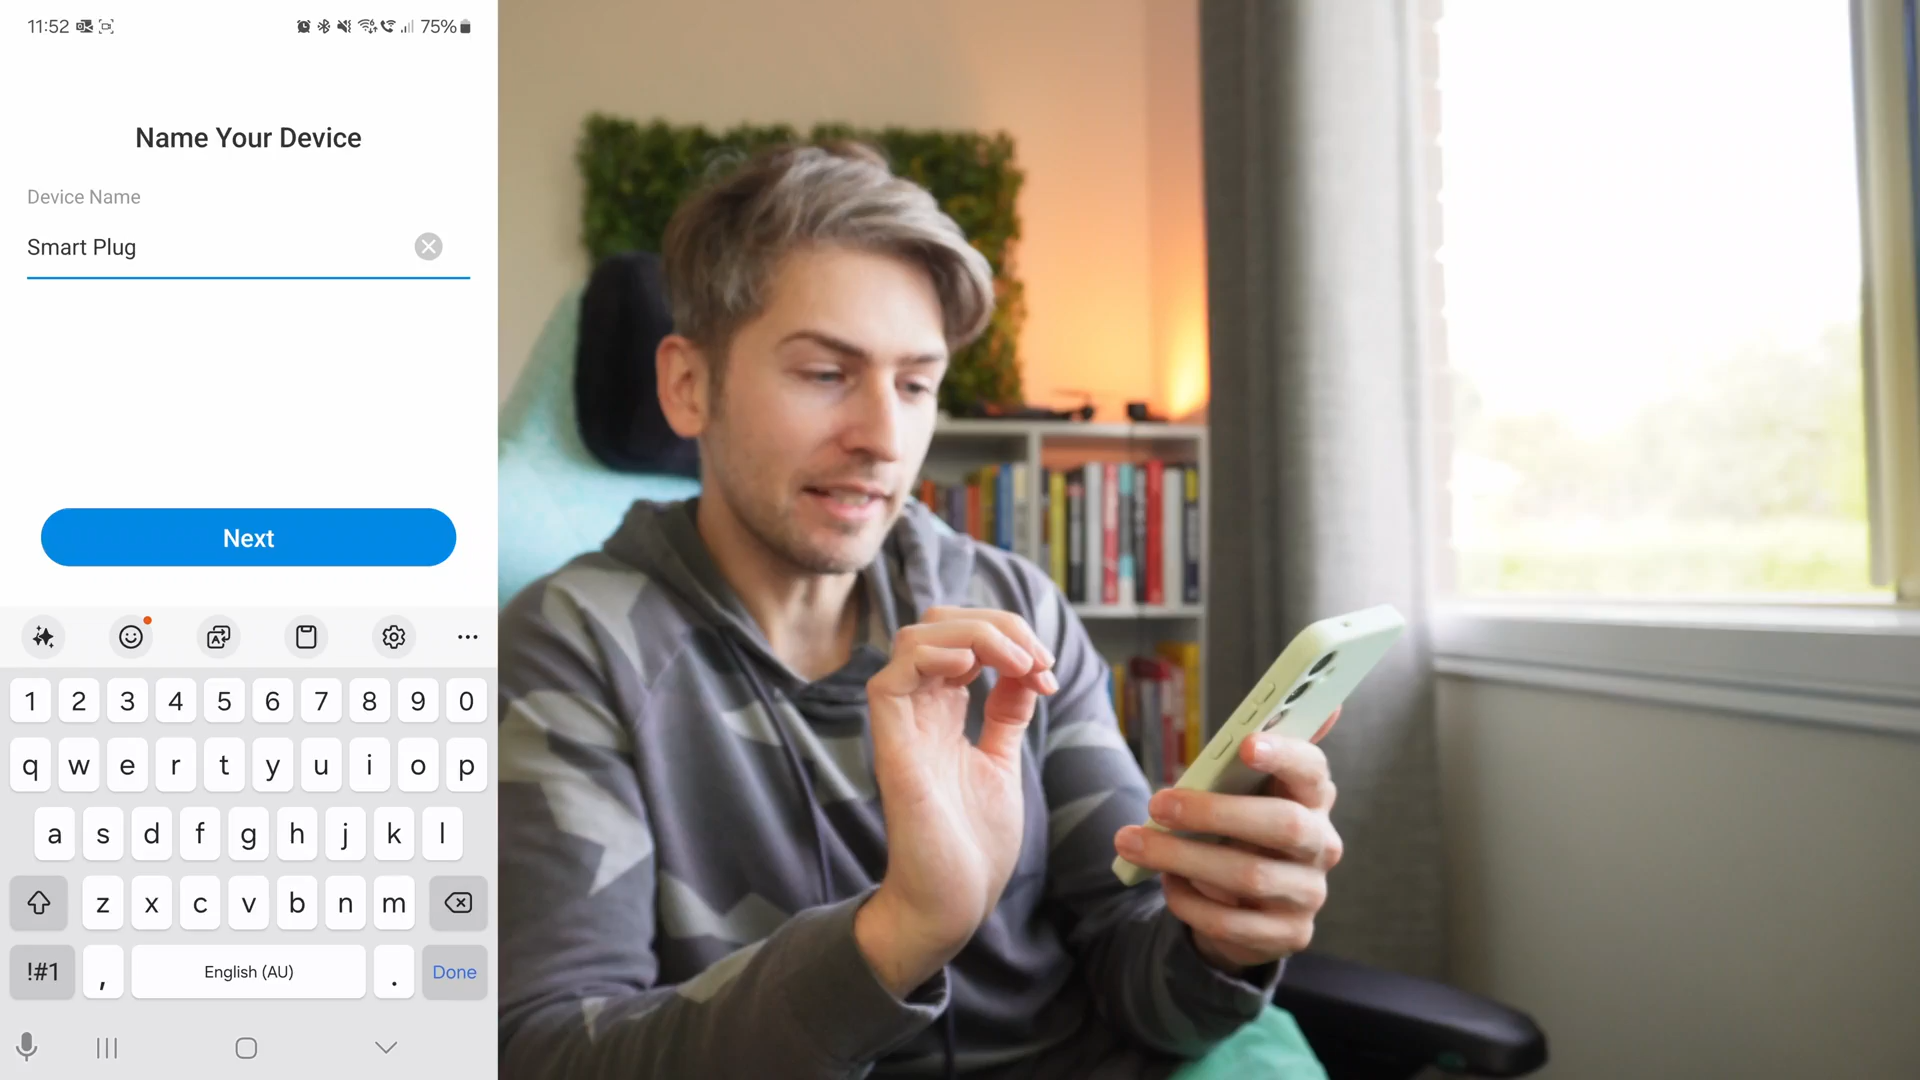 11:52
75%
Name Your Device
Device Name
Smart Plug
Next
1 2 3 4 5 6 7 8 9 0
q w e r t y u i o p
a s d f g h j k l
z x c v b n m
!#1 , English (AU) . Done